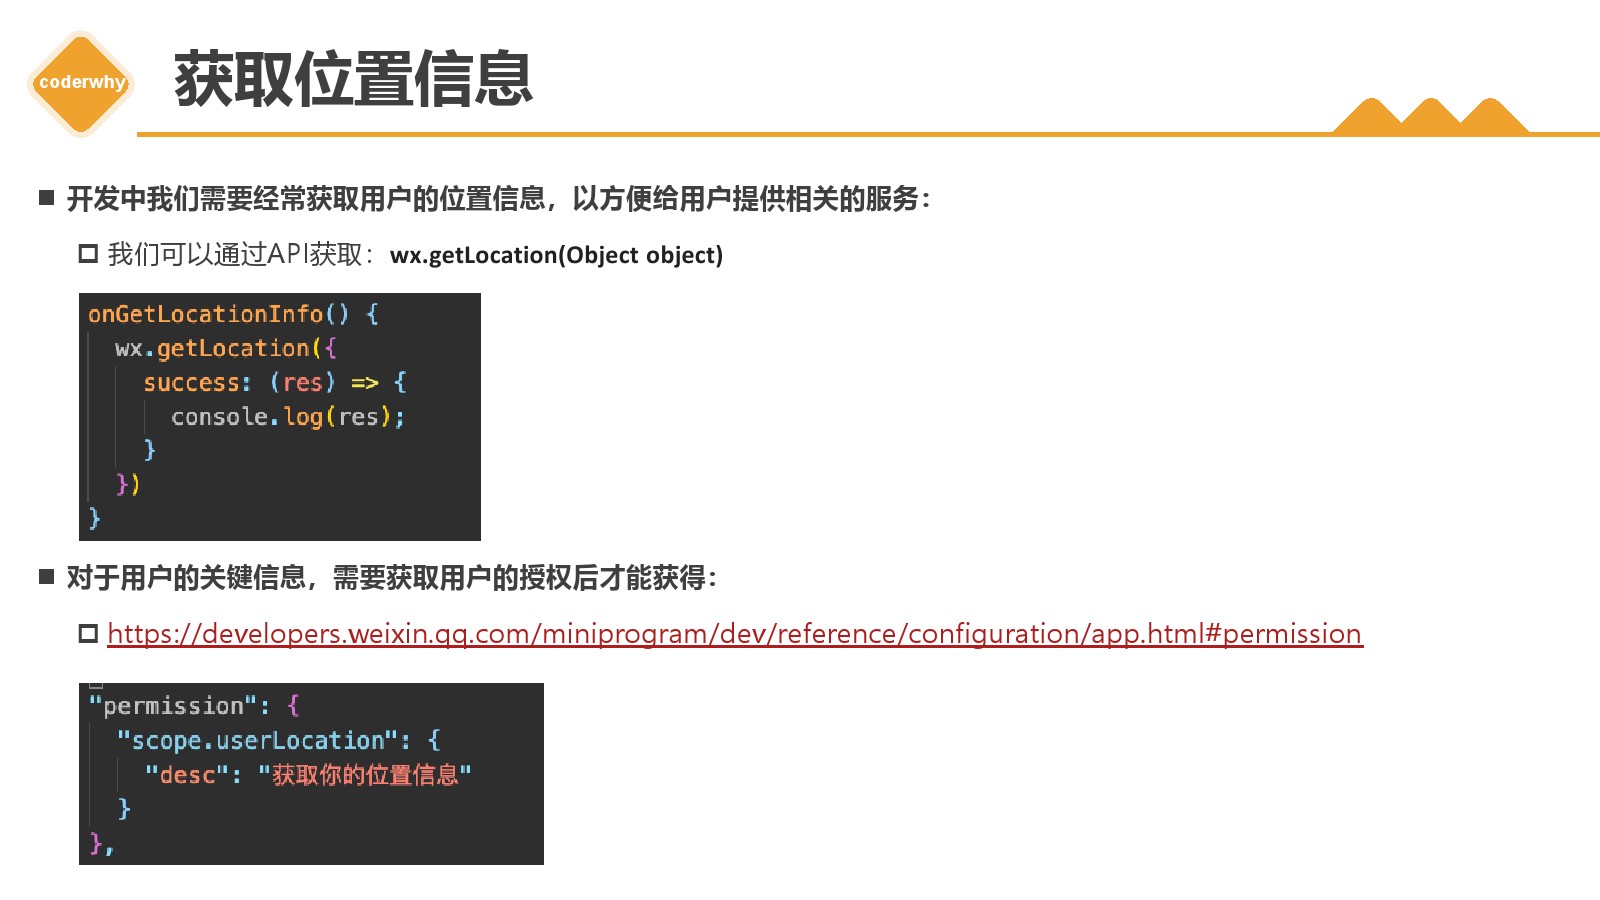 coderwhy
获取位置信息
开发中我们需要经常获取用户的位置信息，以方便给用户提供相关的服务：
我们可以通过API获取：wx.getLocation(Object object)
onGetLocationInfo() {
  wx.getLocation({
    success: (res) => {
      console.log(res);
    }
  })
}
对于用户的关键信息，需要获取用户的授权后才能获得：
https://developers.weixin.qq.com/miniprogram/dev/reference/configuration/app.html#permission
"permission": {
  "scope.userLocation": {
    "desc": "获取你的位置信息"
  }
},